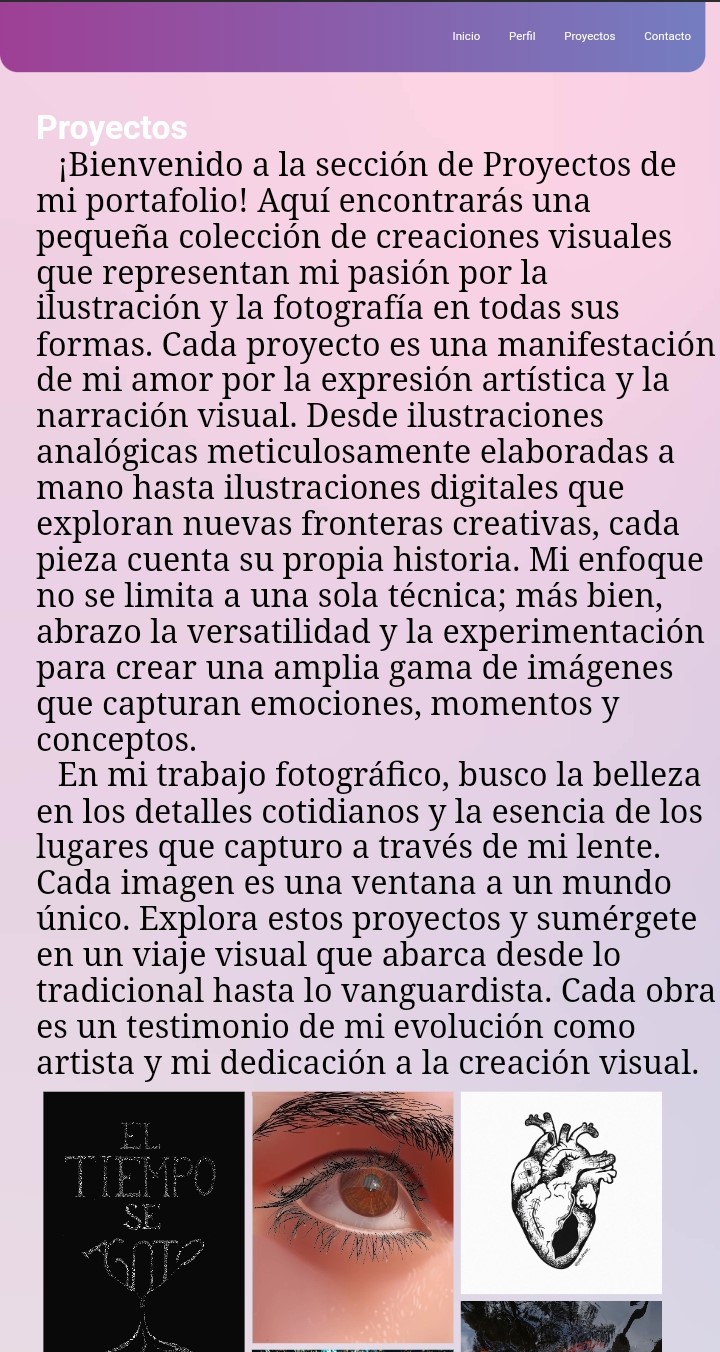 Inicio Perfil Proyectos Contacto
Proyectos
¡Bienvenido a la sección de Proyectos de
mi portafolio! Aquí encontrarás una
pequeña colección de creaciones visuales
que representan mi pasión por la
ilustración y la fotografía en todas sus
formas. Cada proyecto es una manifestación
de mi amor por la expresión artística y la
narración visual. Desde ilustraciones
analógicas meticulosamente elaboradas a
mano hasta ilustraciones digitales que
exploran nuevas fronteras creativas, cada
pieza cuenta su propia historia. Mi enfoque
no se limita a una sola técnica; más bien,
abrazo la versatilidad y la experimentación
para crear una amplia gama de imágenes
que capturan emociones, momentos y
conceptos.
En mi trabajo fotográfico, busco la belleza
en los detalles cotidianos y la esencia de los
lugares que capturo a través de mi lente.
Cada imagen es una ventana a un mundo
único. Explora estos proyectos y sumérgete
en un viaje visual que abarca desde lo
tradicional hasta lo vanguardista. Cada obra
es un testimonio de mi evolución como
artista y mi dedicación a la creación visual.
EL
TIEMPO
SE